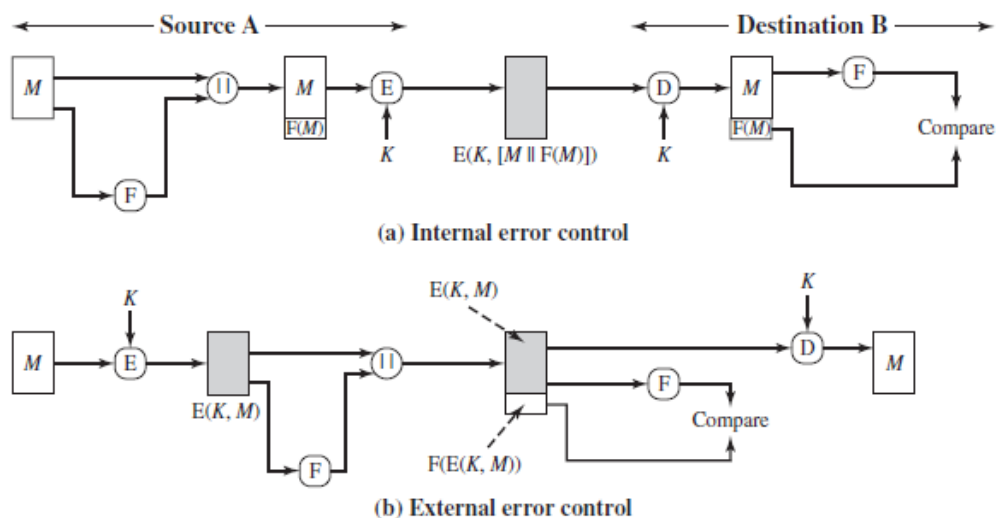 Source A
Destination B
M
F
||
M
F(M)
E
K
E(K, [M || F(M)])
D
K
M
F(M)
F
Compare
(a) Internal error control
M
K
E
E(K, M)
F
||
E(K, M)
F(E(K, M))
F
Compare
K
D
M
(b) External error control